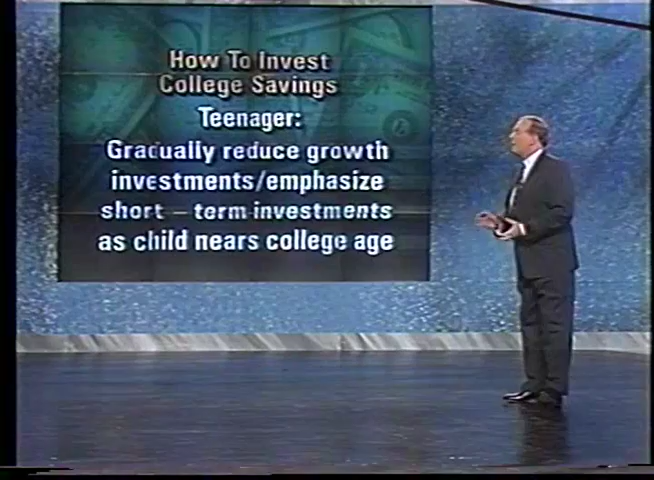 How To Invest
College Savings
Teenager:
Gradually reduce growth
investments/emphasize
short – term investments
as child nears college age